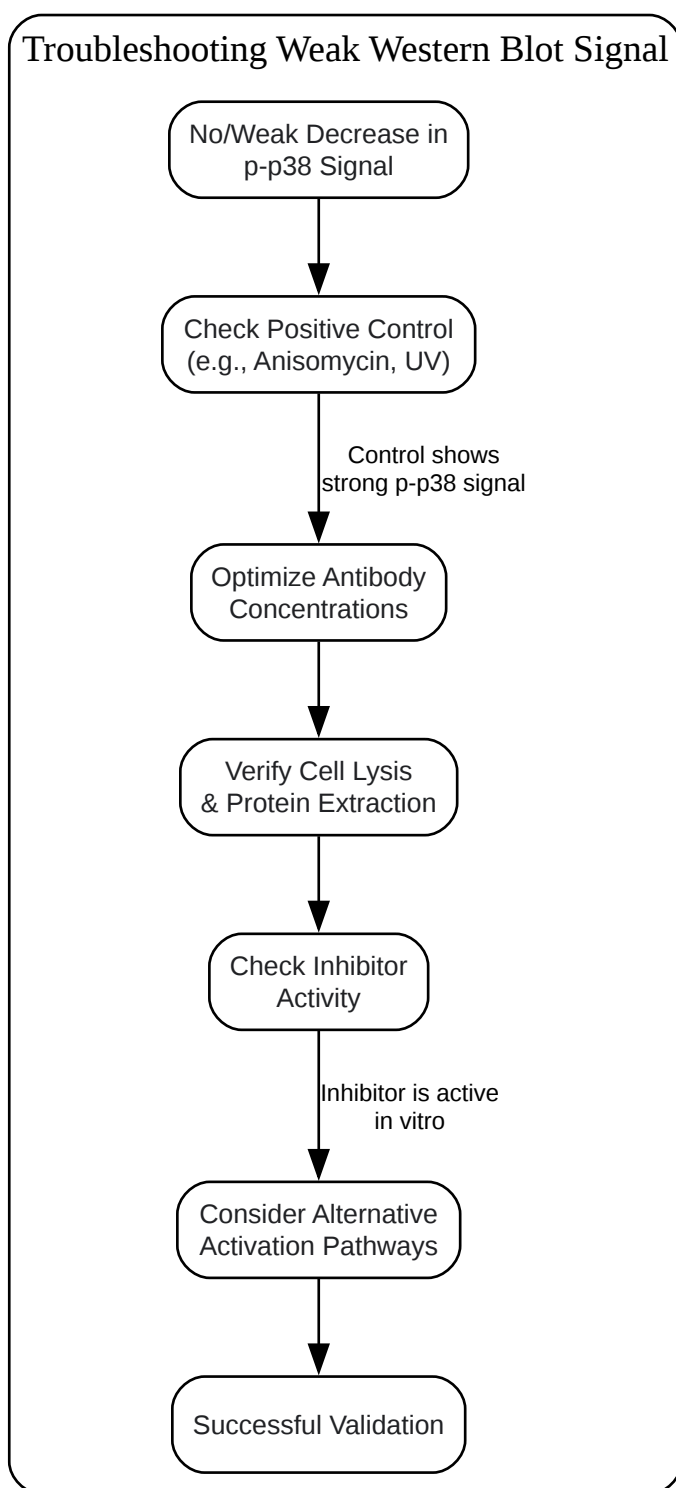 Troubleshooting Weak Western Blot Signal
No/Weak Decrease in
p-p38 Signal
Check Positive Control
(e.g., Anisomycin, UV)
Control shows
strong p-p38 signal
Optimize Antibody
Concentrations
Verify Cell Lysis
& Protein Extraction
Check Inhibitor
Activity
Inhibitor is active
in vitro
Consider Alternative
Activation Pathways
Successful Validation